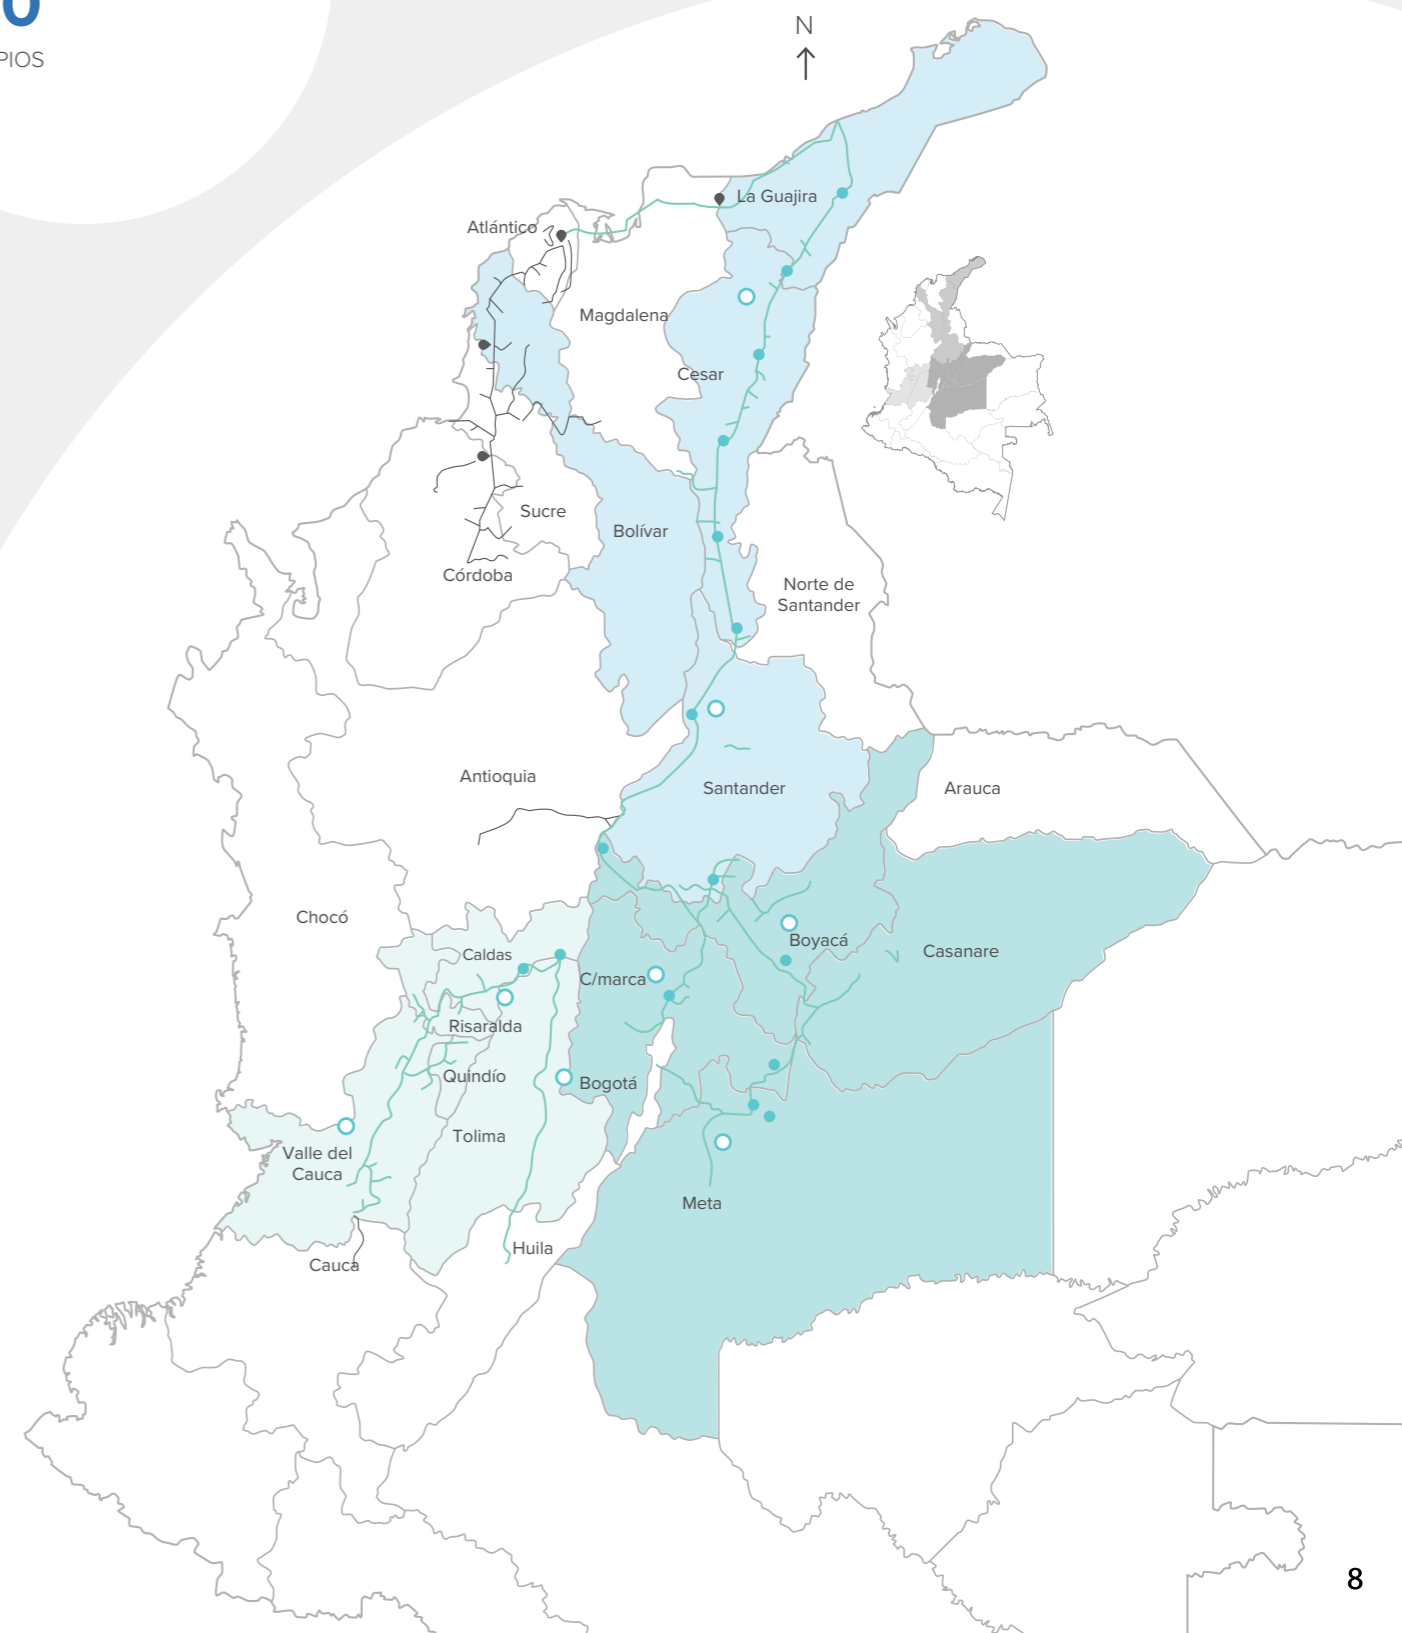 PIOS
N
La Guajira
Atlántico
Magdalena
Cesar
Sucre
Bolívar
Córdoba
Norte de
Santander
Antioquia
Santander
Arauca
Chocó
Boyacá
Caldas
Casanare
C/marca
Risaralda
Quindío
Bogotá
Tolima
Valle del
Cauca
Meta
Huila
Cauca
8